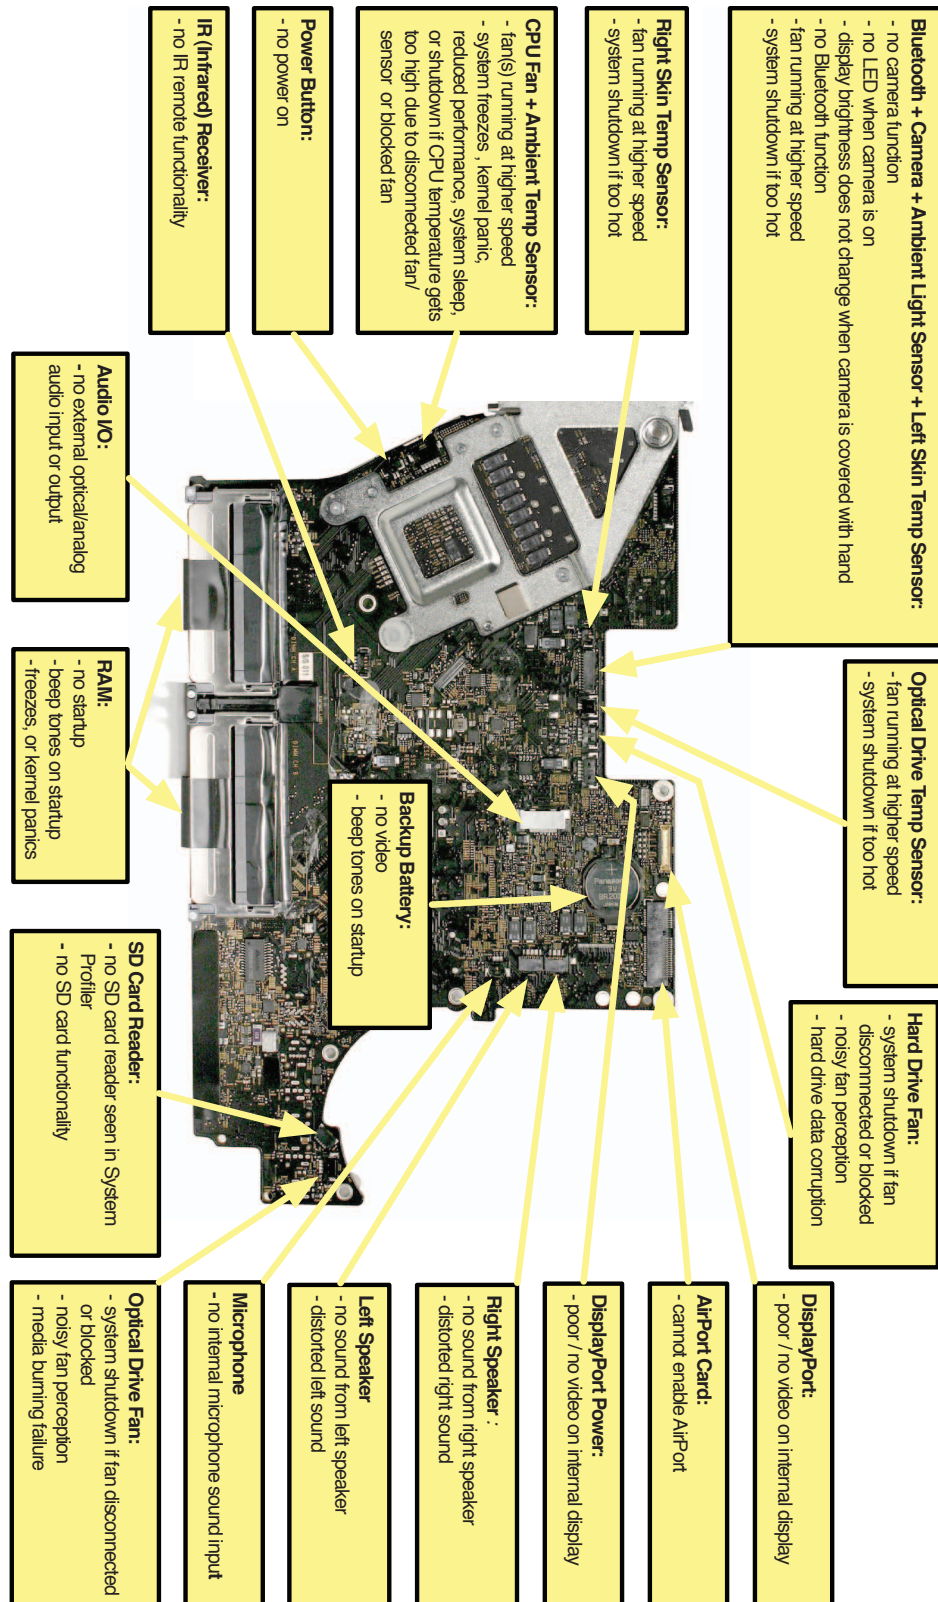 Bluetooth + Camera + Ambient Light Sensor + Left Skin Temp Sensor:
- no camera function
- no LED when camera is on
- display brightness does not change when camera is covered with hand
- no Bluetooth function
- fan running at higher speed
- system shutdown if too hot
Optical Drive Temp Sensor:
- fan running at higher speed
- system shutdown if too hot
Hard Drive Fan:
- system shutdown if fan
disconnnected or blocked
- noisy fan perception
- hard drive data corruption
DisplayPort:
- poor / no video on internal display
AirPort Card:
- cannot enable AirPort
DisplayPort Power:
- poor / no video on internal display
Right Speaker :
- no sound from right speaker
- distorted right sound
Left Speaker
- no sound from left speaker
- distorted left sound
Microphone
- no internal microphone sound input
Optical Drive Fan:
- system shutdown if fan disconnected
or blocked
- noisy fan perception
- media burning failure
Right Skin Temp Sensor:
- fan running at higher speed
- system shutdown if too hot
CPU Fan + Ambient Temp Sensor:
- fan(s) running at higher speed
- system freezes , kernel panic,
reduced performance, system sleep,
or shutdown if CPU temperature gets
too high due to disconnected fan/
sensor or blocked fan
Power Button:
- no power on
IR (Infrared) Receiver:
- no IR remote functionality
Audio I/O:
- no external optical/analog
audio input or output
RAM:
- no startup
- beep tones on startup
- freezes, or kernel panics
Backup Battery:
- no video
- beep tones on startup
SD Card Reader:
- no SD card reader seen in System
Profiler
- no SD card functionality